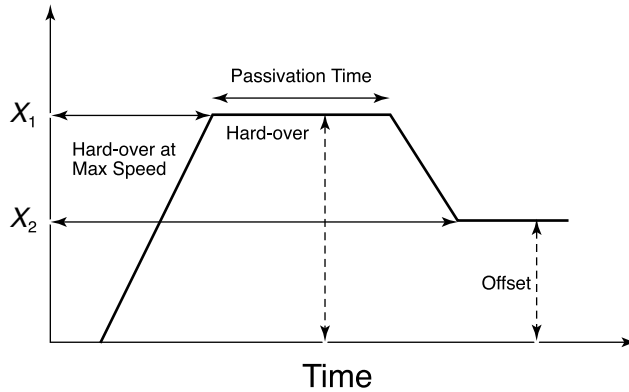 Passivation Time
X1
Hard-over
Hard-over at
Max Speed
X2
Offset
Time